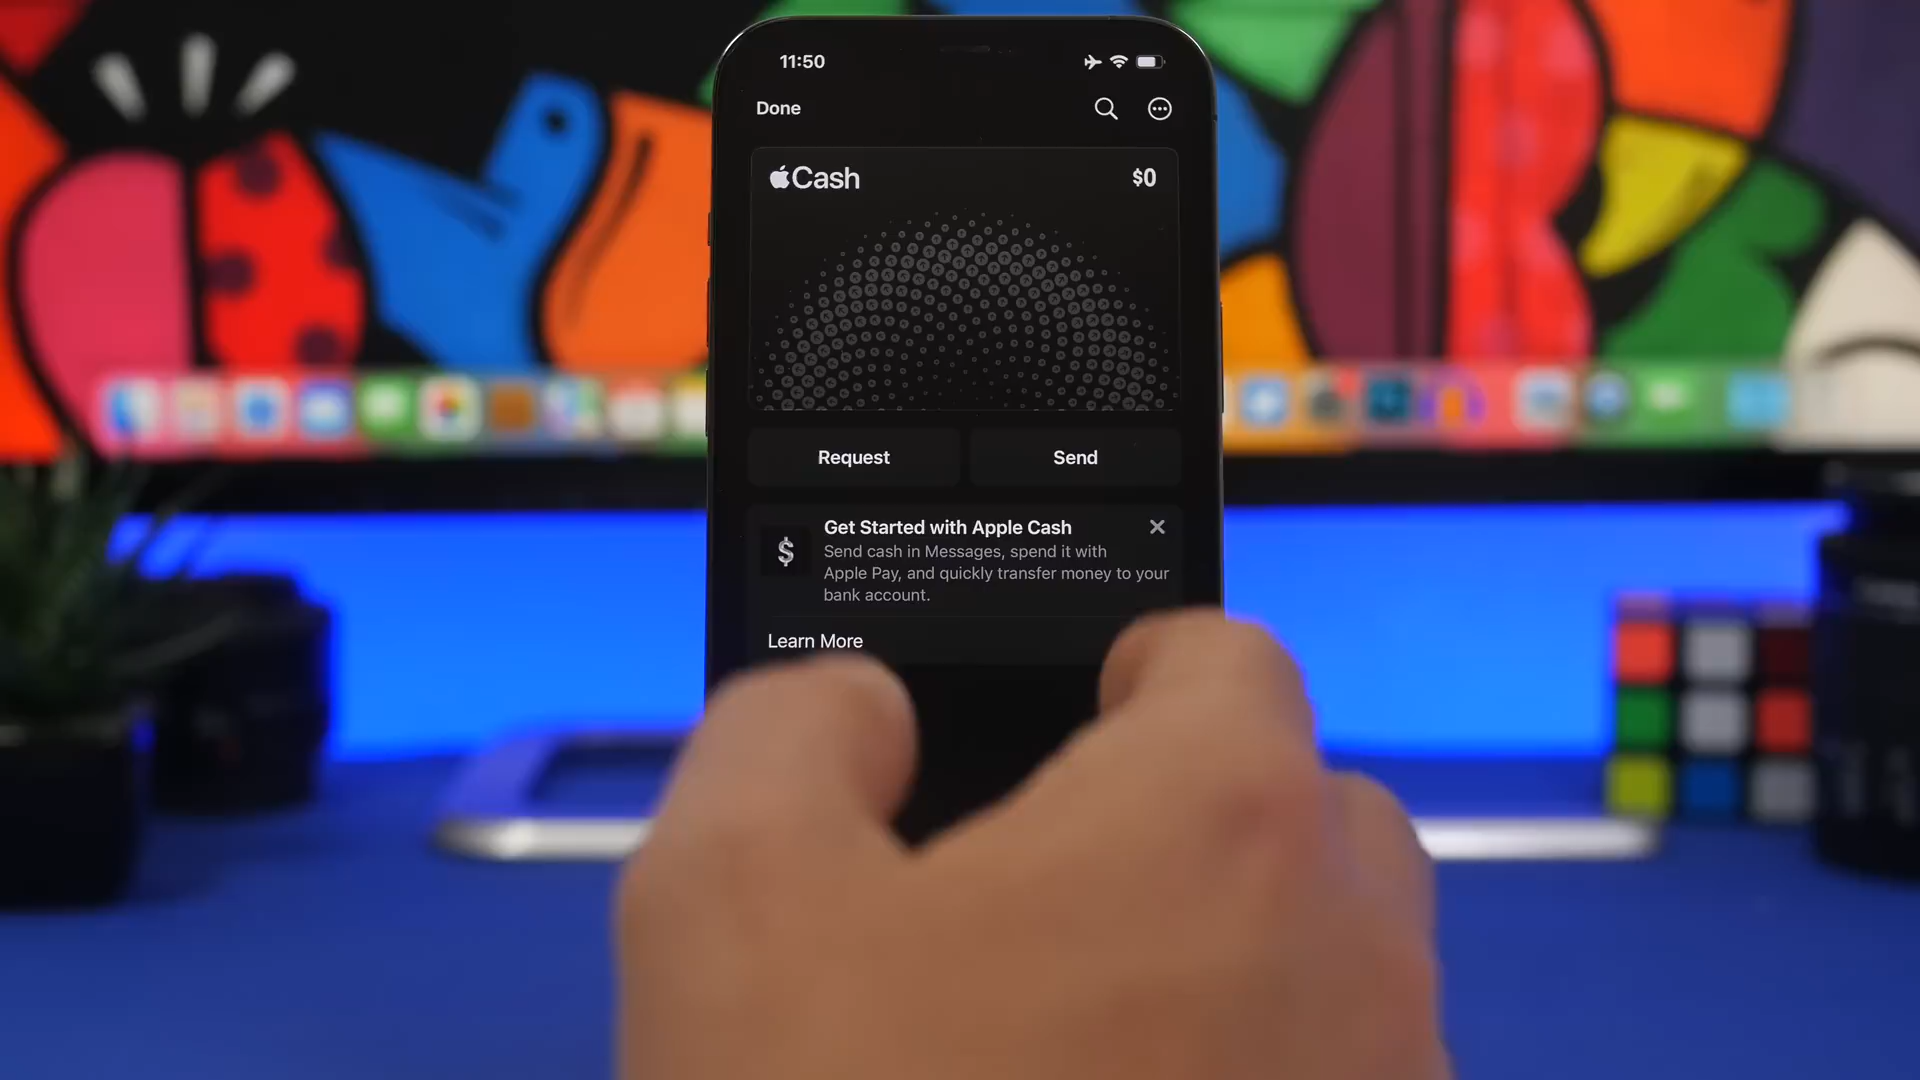 11:50
Done
Cash
$0
Request
Send
Get Started with Apple Cash
$
Send cash in Messages, spend it with
Apple Pay, and quickly transfer money to your
bank account.
Learn More